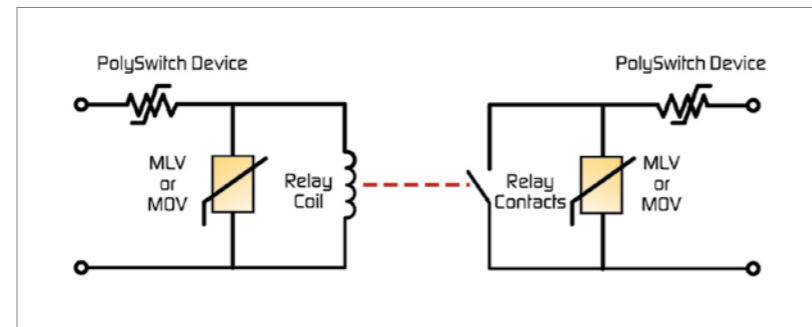 PolySwitch Device
PolySwitch Device
MLV
or
MOV
Relay
Coil
Relay
Contacts
MLV
or
MOV